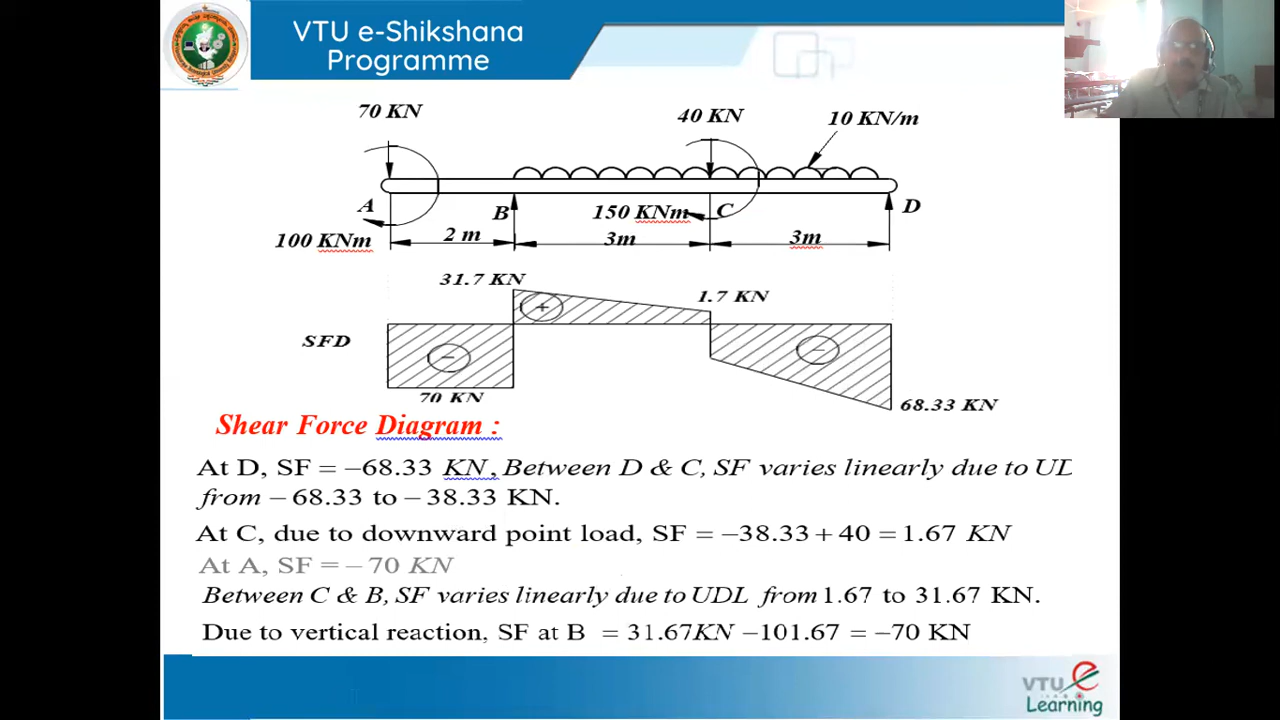 VTU e-Shikshana
Programme
70 KN
40 KN
10 KN/m
A
B
150 KNm
C
D
100 KNm
2 m
3m
3m
31.7 KN
1.7 KN
+
SFD
−
−
70 KN
68.33 KN
Shear Force Diagram :
At D, SF = −68.33 KN, Between D & C, SF varies linearly due to UD
from − 68.33 to − 38.33 KN.
At C, due to downward point load, SF = −38.33 + 40 = 1.67 KN
At A, SF = − 70 KN
Between C & B, SF varies linearly due to UDL from 1.67 to 31.67 KN.
Due to vertical reaction, SF at B = 31.67KN −101.67 = −70 KN
VTU e
Learning